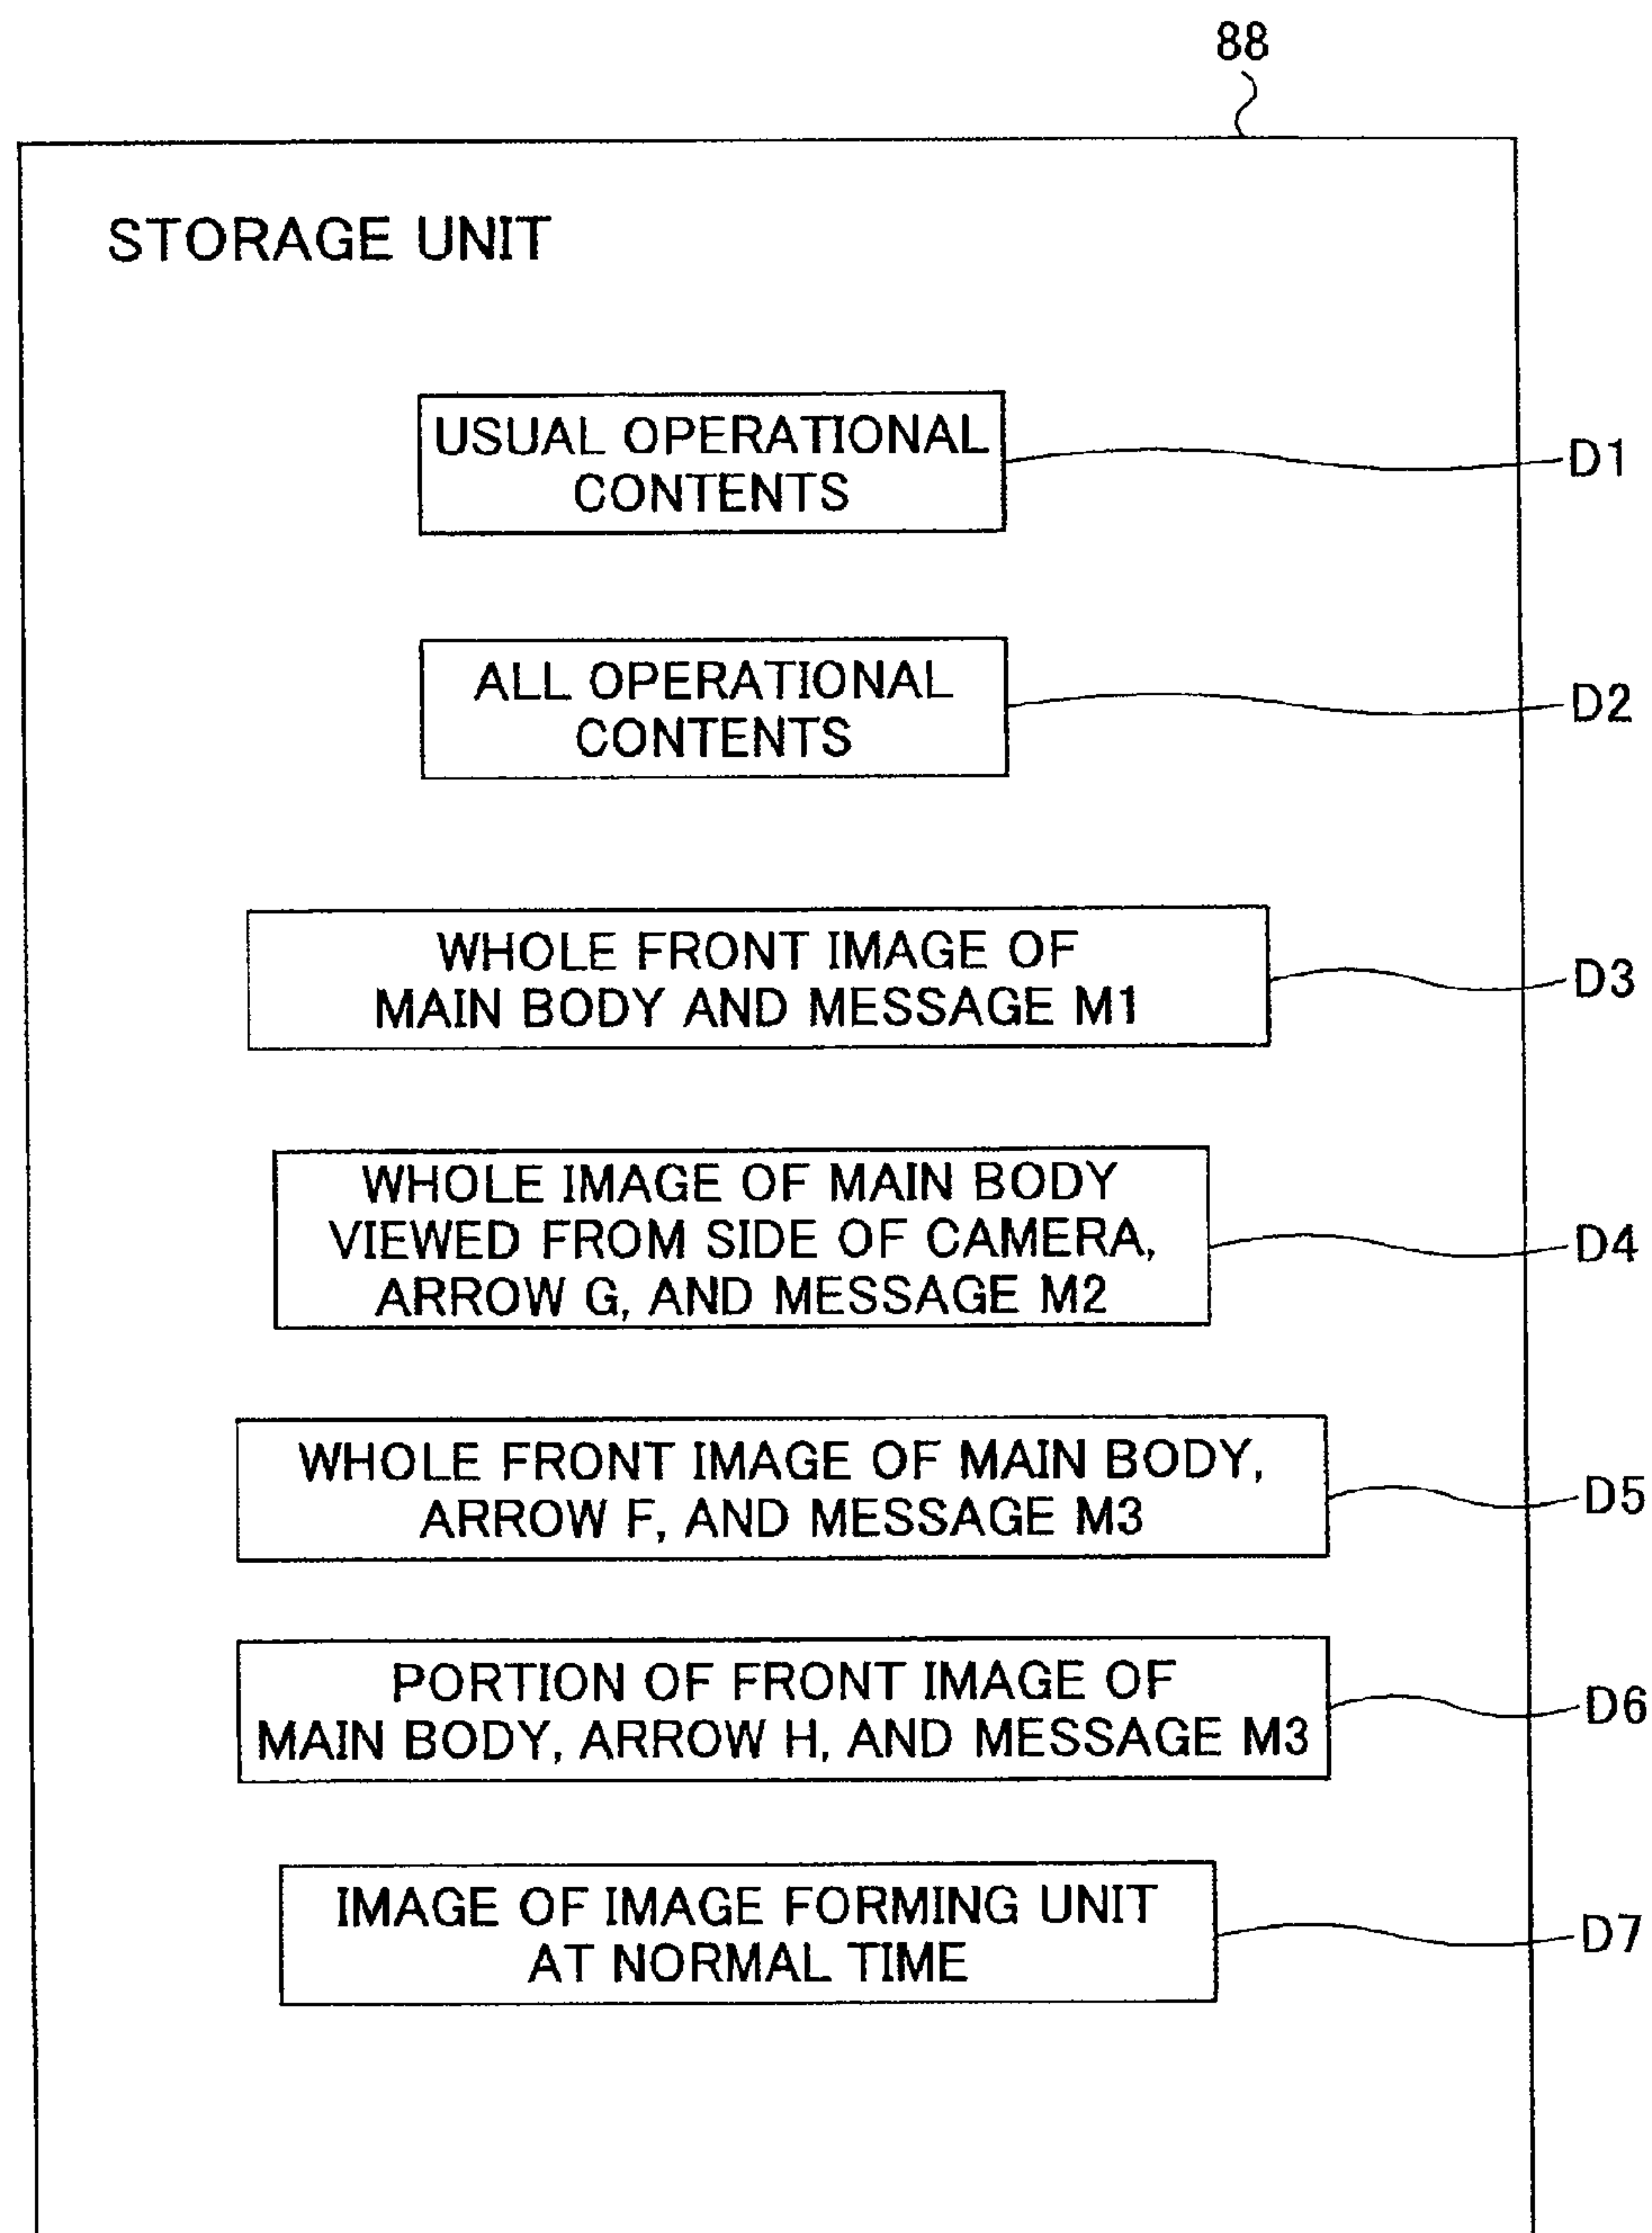 88
STORAGE UNIT
USUAL OPERATIONAL
CONTENTS
D1
ALL OPERATIONAL
CONTENTS
D2
WHOLE FRONT IMAGE OF
MAIN BODY AND MESSAGE M1
D3
WHOLE IMAGE OF MAIN BODY
VIEWED FROM SIDE OF CAMERA,
ARROW G, AND MESSAGE M2
D4
WHOLE FRONT IMAGE OF MAIN BODY,
ARROW F, AND MESSAGE M3
D5
PORTION OF FRONT IMAGE OF
MAIN BODY, ARROW H, AND MESSAGE M3
D6
IMAGE OF IMAGE FORMING UNIT
AT NORMAL TIME
D7